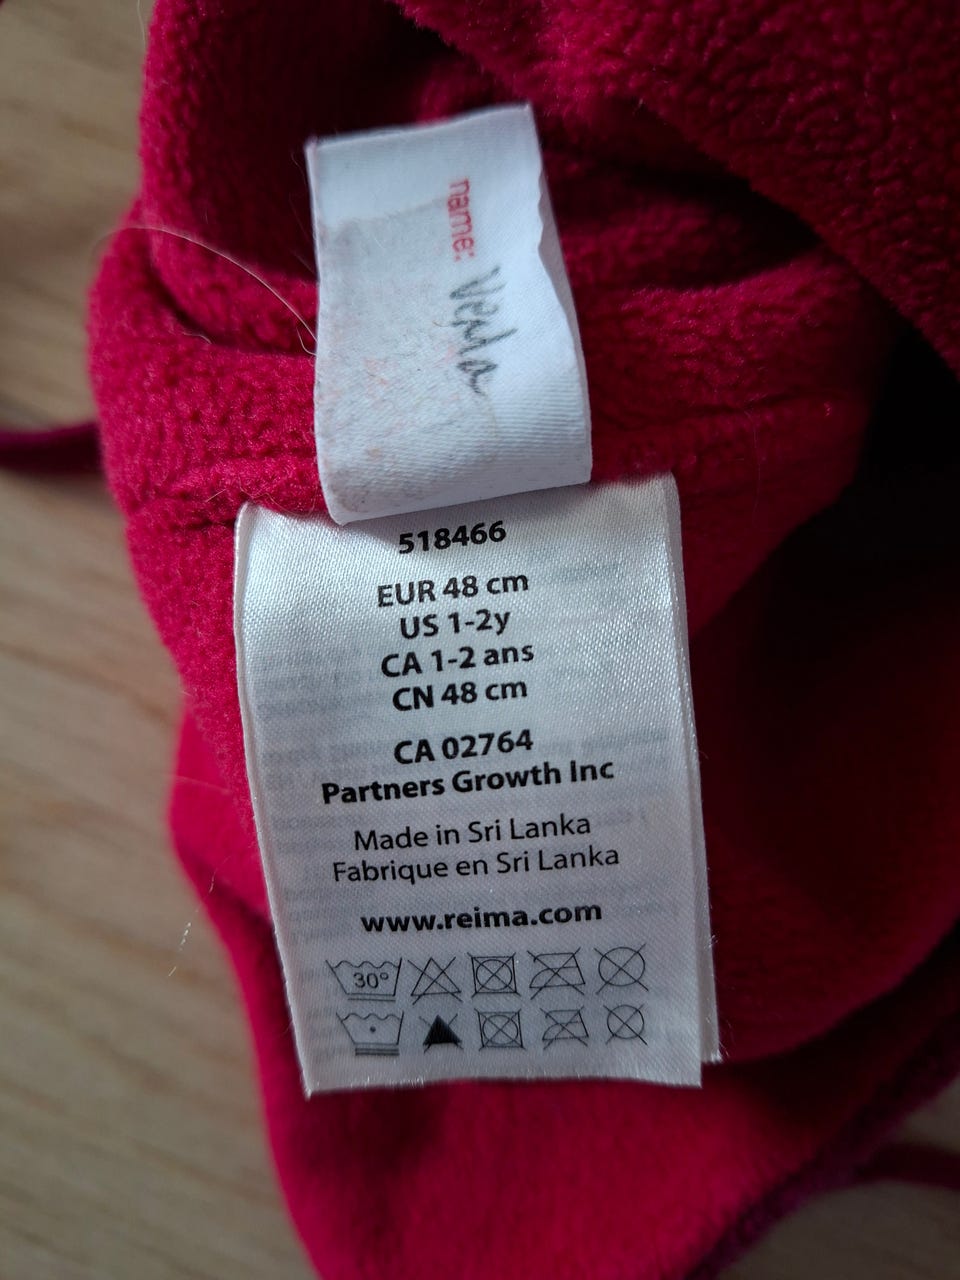 name: Venla
518466
EUR 48 cm
US 1-2y
CA 1-2 ans
CN 48 cm
CA 02764
Partners Growth Inc
Made in Sri Lanka
Fabrique en Sri Lanka
www.reima.com
30°